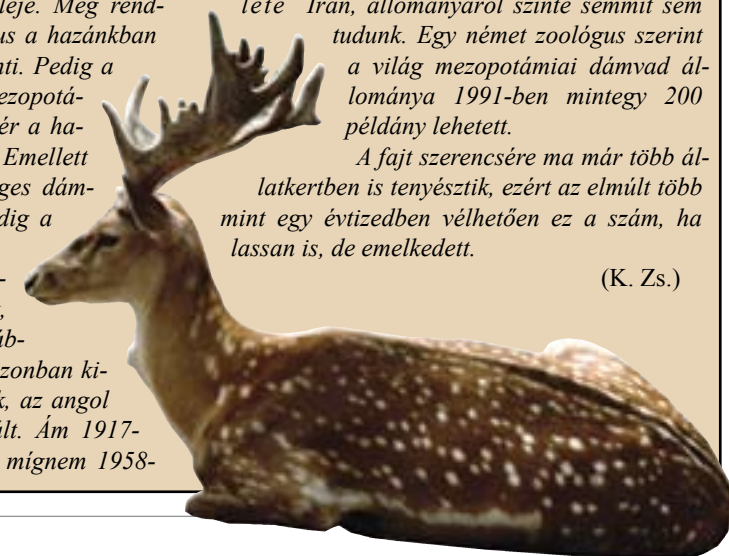 leje. Még rend-
us a hazánkban
nti. Pedig a
ezopotá-
ér a ha-
Emellett
ges dám-
dig a
-
,
áb-
zonban ki-
k, az angol
ált. Ám 1917-
mígnem 1958-
lete Irán, állományáról szinte semmit sem
tudunk. Egy német zoológus szerint
a világ mezopotámiai dámvad ál-
lománya 1991-ben mintegy 200
példány lehetett.
A fajt szerencsére ma már több ál-
latkertben is tenyésztik, ezért az elmúlt több
mint egy évtizedben vélhetően ez a szám, ha
lassan is, de emelkedett.
(K. Zs.)